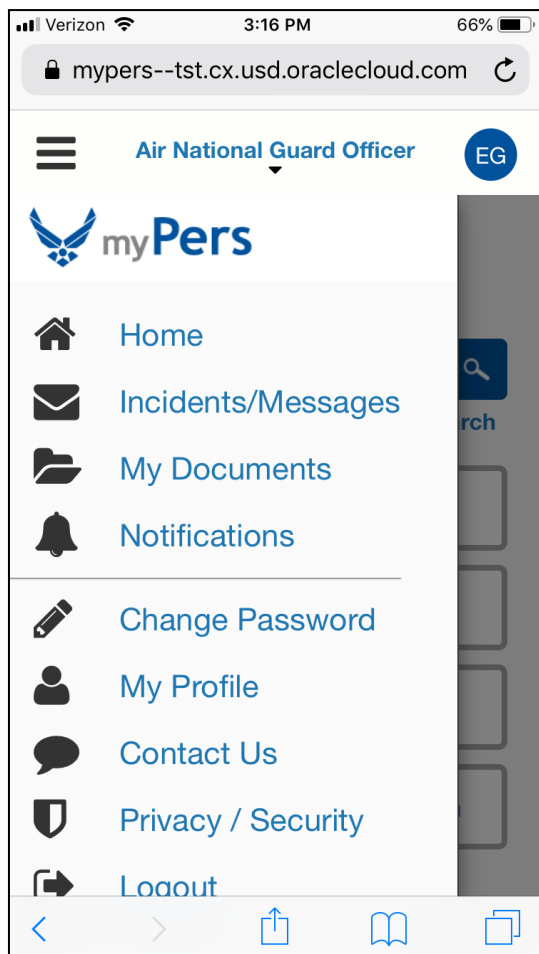 Verizon 3:16 PM 66%
mypers--tst.cx.usd.oraclecloud.com
Air National Guard Officer EG
myPers
Home
rch
Incidents/Messages
My Documents
Notifications
Change Password
My Profile
Contact Us
Privacy / Security
Logout